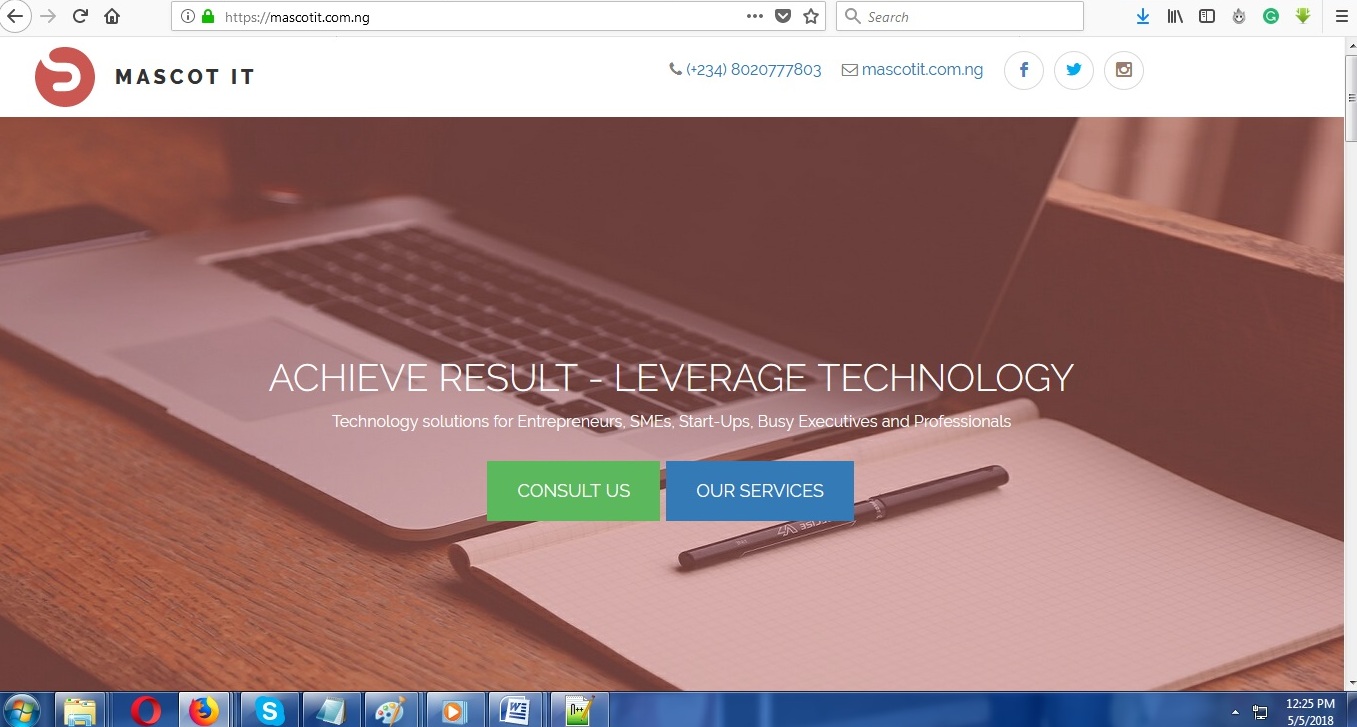 https://mascotit.com.ng
Search
MASCOT IT
(+234) 8020777803
mascotit.com.ng
ACHIEVE RESULT - LEVERAGE TECHNOLOGY
Technology solutions for Entrepreneurs, SMEs, Start-Ups, Busy Executives and Professionals
CONSULT US
OUR SERVICES
12:25 PM
5/5/2018